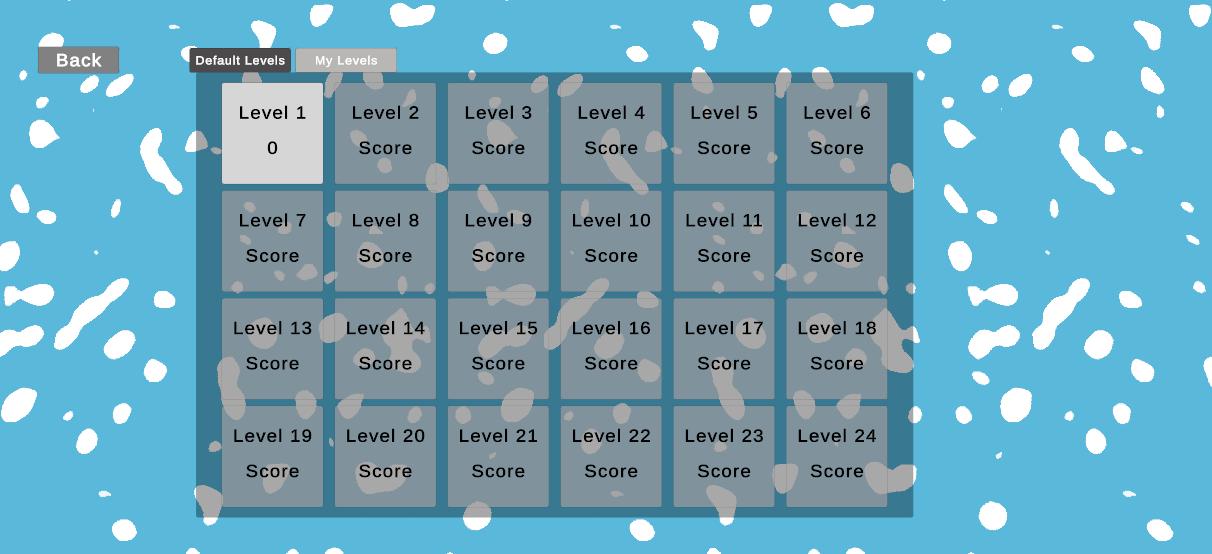 Back
Default Levels My Levels
Level 1 Level 2 Level 3 Level 4 Level 5 Level 6
0 Score Score Score Score Score
Level 7 Level 8 Level 9 Level 10 Level 11 Level 12
Score Score Score Score Score Score
Level 13 Level 14 Level 15 Level 16 Level 17 Level 18
Score Score Score Score Score Score
Level 19 Level 20 Level 21 Level 22 Level 23 Level 24
Score Score Score Score Score Score